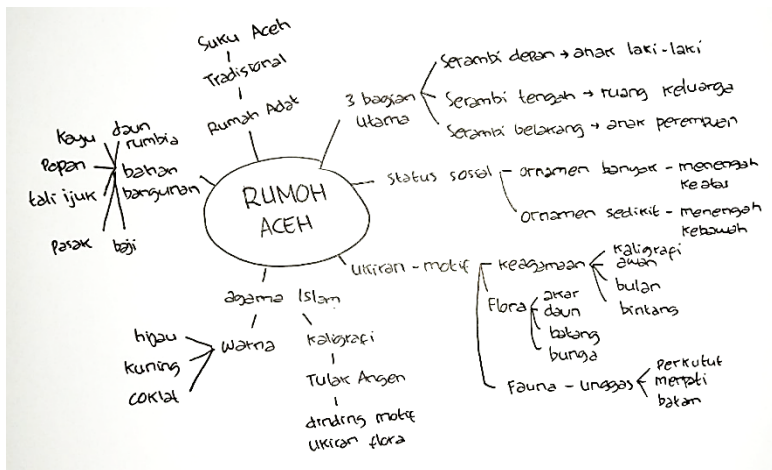 Suku Aceh
Tradisional
Rumah Adat
3 bagian
utama
Serambi depan → anak laki-laki
Serambi tengah → ruang keluarga
Serambi belakang → anak perempuan
Kayu
daun
rumbia
Papan
tali ijuk
bahan
bangunan
Pasak
baji
RUMOH
ACEH
Status sosial
ornamen banyak - menengah
keatas
ornamen sedikit - menengah
kebawah
ukiran - motif
keagamaan
kaligrafi
awan
bulan
bintang
Flora
akar
daun
batang
bunga
Fauna - unggas
perkutut
merpati
balam
agama Islam
Warna
hijau
kuning
coklat
kaligrafi
Tulak Angen
dinding motif
ukiran flora